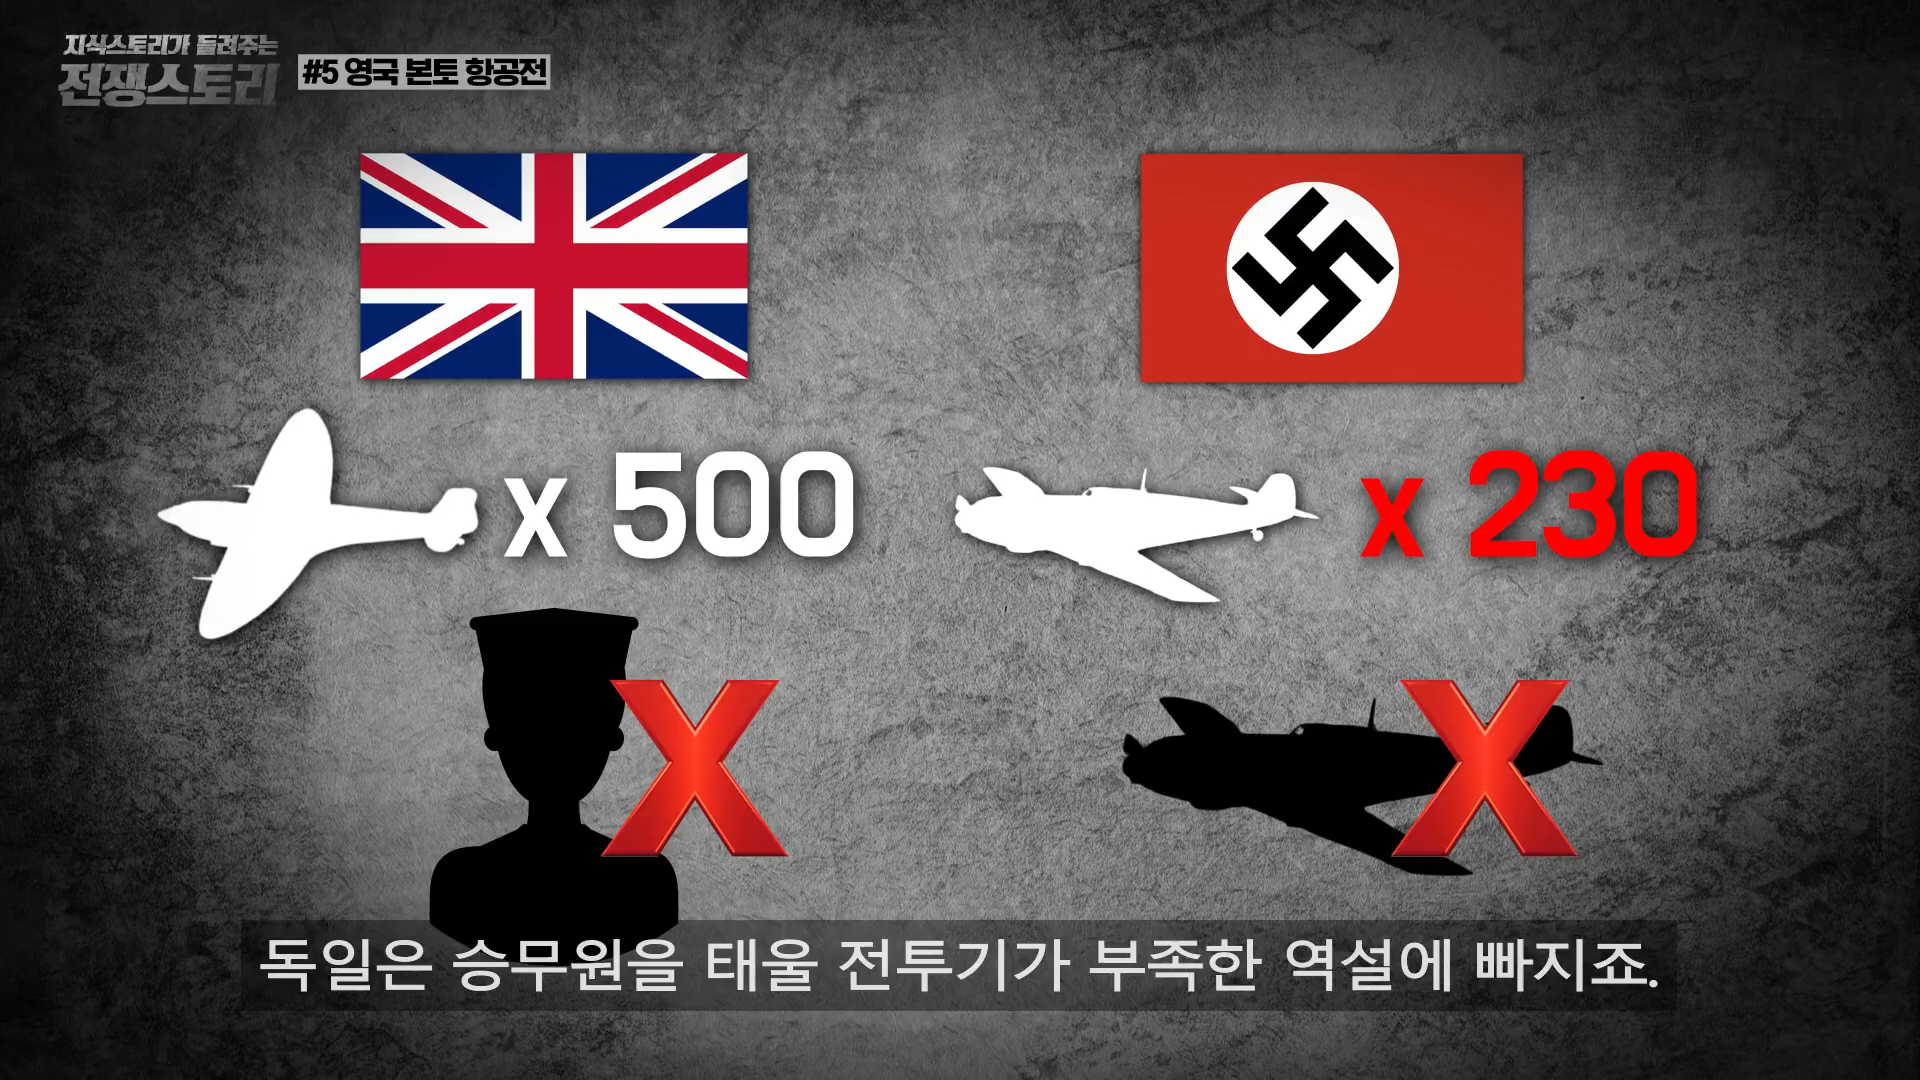 지식스토리가 들려주는
전쟁스토리
#5 영국 본토 항공전
x 500
x 230
독일은 승무원을 태울 전투기가 부족한 역설에 빠지죠.